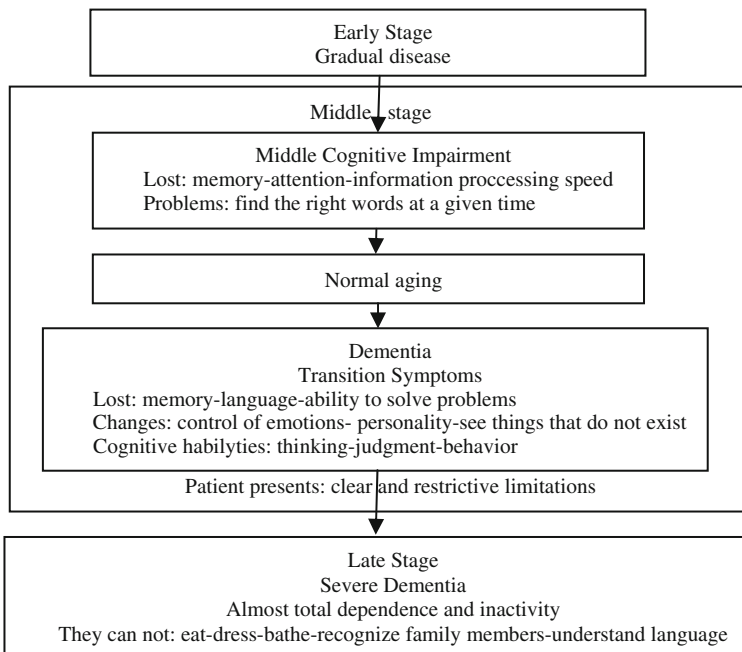 Early Stage
Gradual disease
Middle stage
Middle Cognitive Impairment
Lost: memory-attention-information proccessing speed
Problems: find the right words at a given time
Normal aging
Dementia
Transition Symptoms
Lost: memory-language-ability to solve problems
Changes: control of emotions- personality-see things that do not exist
Cognitive habilyties: thinking-judgment-behavior
Patient presents: clear and restrictive limitations
Late Stage
Severe Dementia
Almost total dependence and inactivity
They can not: eat-dress-bathe-recognize family members-understand language